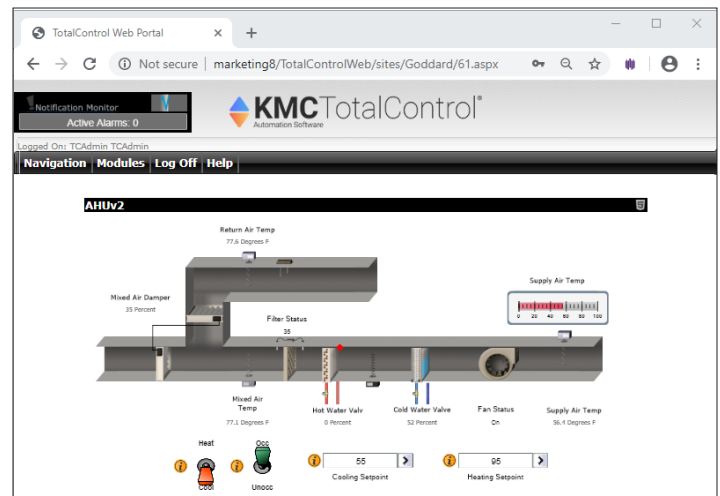 TotalControl Web Portal
Not secure | marketing8/TotalControlWeb/sites/Goddard/61.aspx
Notification Monitor
Active Alarms: 0
KMC TotalControl®
Automation Software
Logged On: TCAdmin TCAdmin
Navigation Modules Log Off Help
AHUv2
Return Air Temp
77.6 Degrees F
Supply Air Temp
0 20 40 60 80 100
Mixed Air Damper
35 Percent
Filter Status
35
Mixed Air
Temp
77.1 Degrees F
Hot Water Valv
0 Percent
Cold Water Valve
52 Percent
Fan Status
On
Supply Air Temp
56.4 Degrees F
Heat
Cool
Occ
Unocc
55
Cooling Setpoint
95
Heating Setpoint